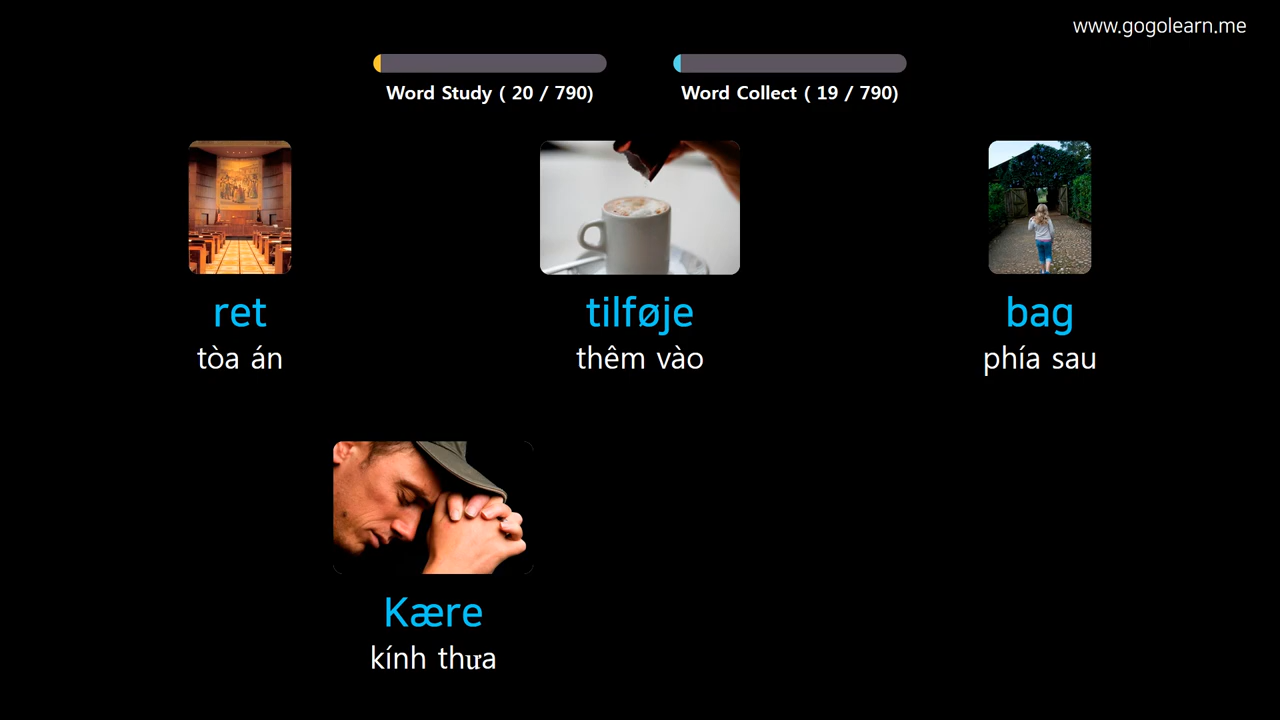 www.gogolearn.me
Word Study ( 20 / 790)
Word Collect ( 19 / 790)
ret
tòa án
tilføje
thêm vào
bag
phía sau
Kære
kính thưa